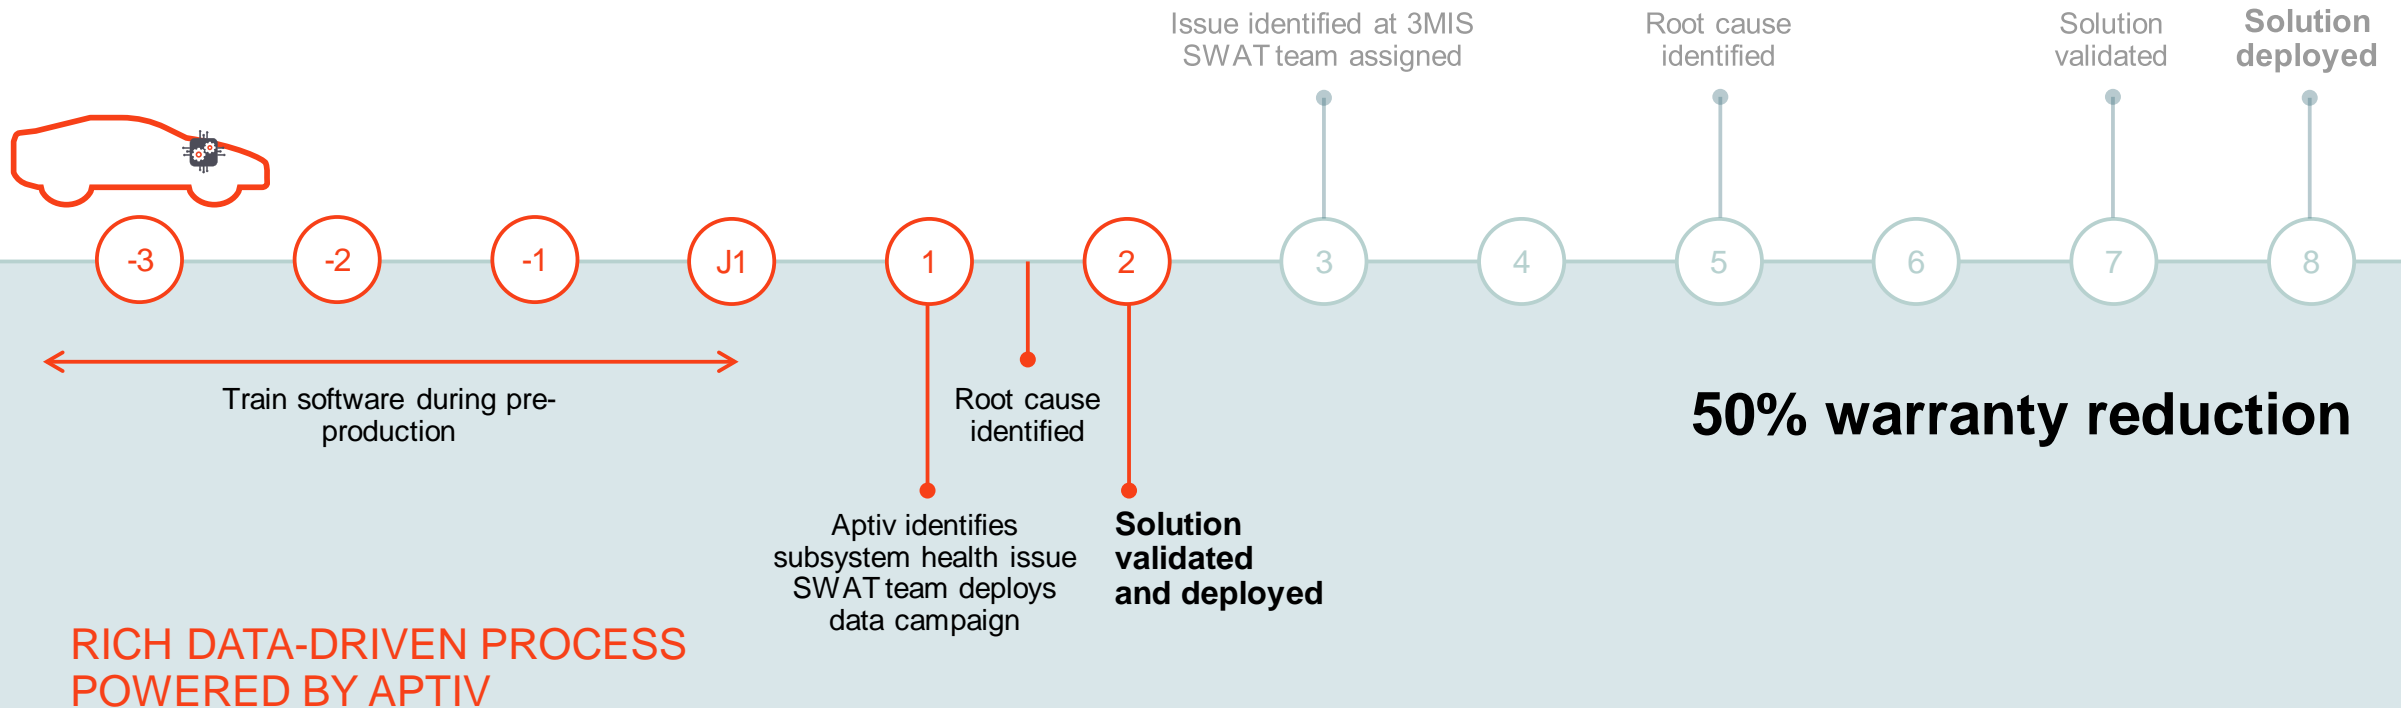 Issue identified at 3MIS
SWAT team assigned
Root cause
identified
Solution
validated
Solution
deployed
-3
-2
-1
J1
1
2
3
4
5
6
7
8
Train software during pre-
production
Root cause
identified
50% warranty reduction
Aptiv identifies
subsystem health issue
SWAT team deploys
data campaign
Solution
validated
and deployed
RICH DATA-DRIVEN PROCESS
POWERED BY APTIV